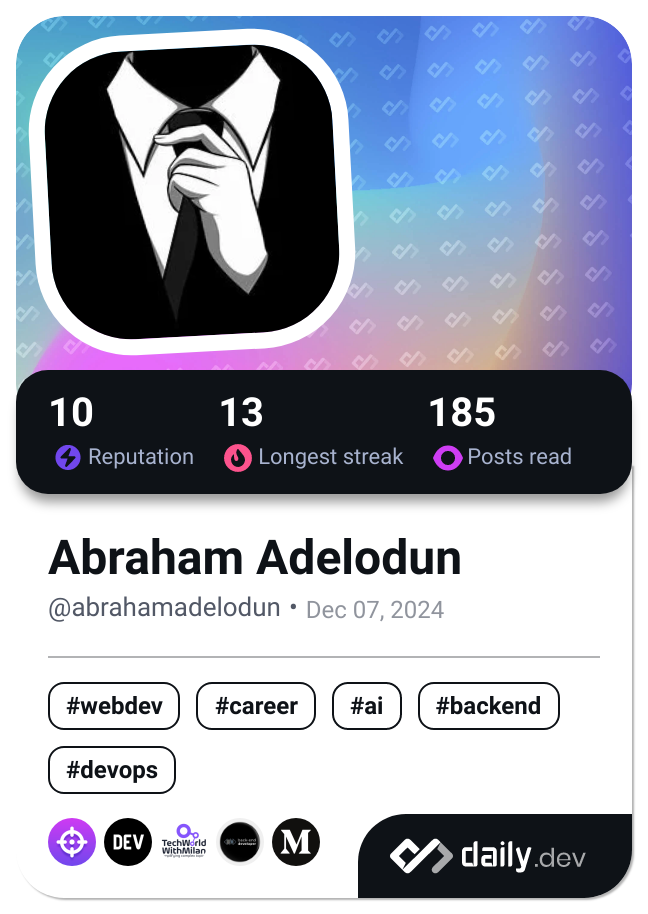 10 13 185
Reputation Longest streak Posts read
Abraham Adelodun
@abrahamadelodun • Dec 07, 2024
#webdev #career #ai #backend
#devops
DEV TechWorld WithMilan M
daily.dev